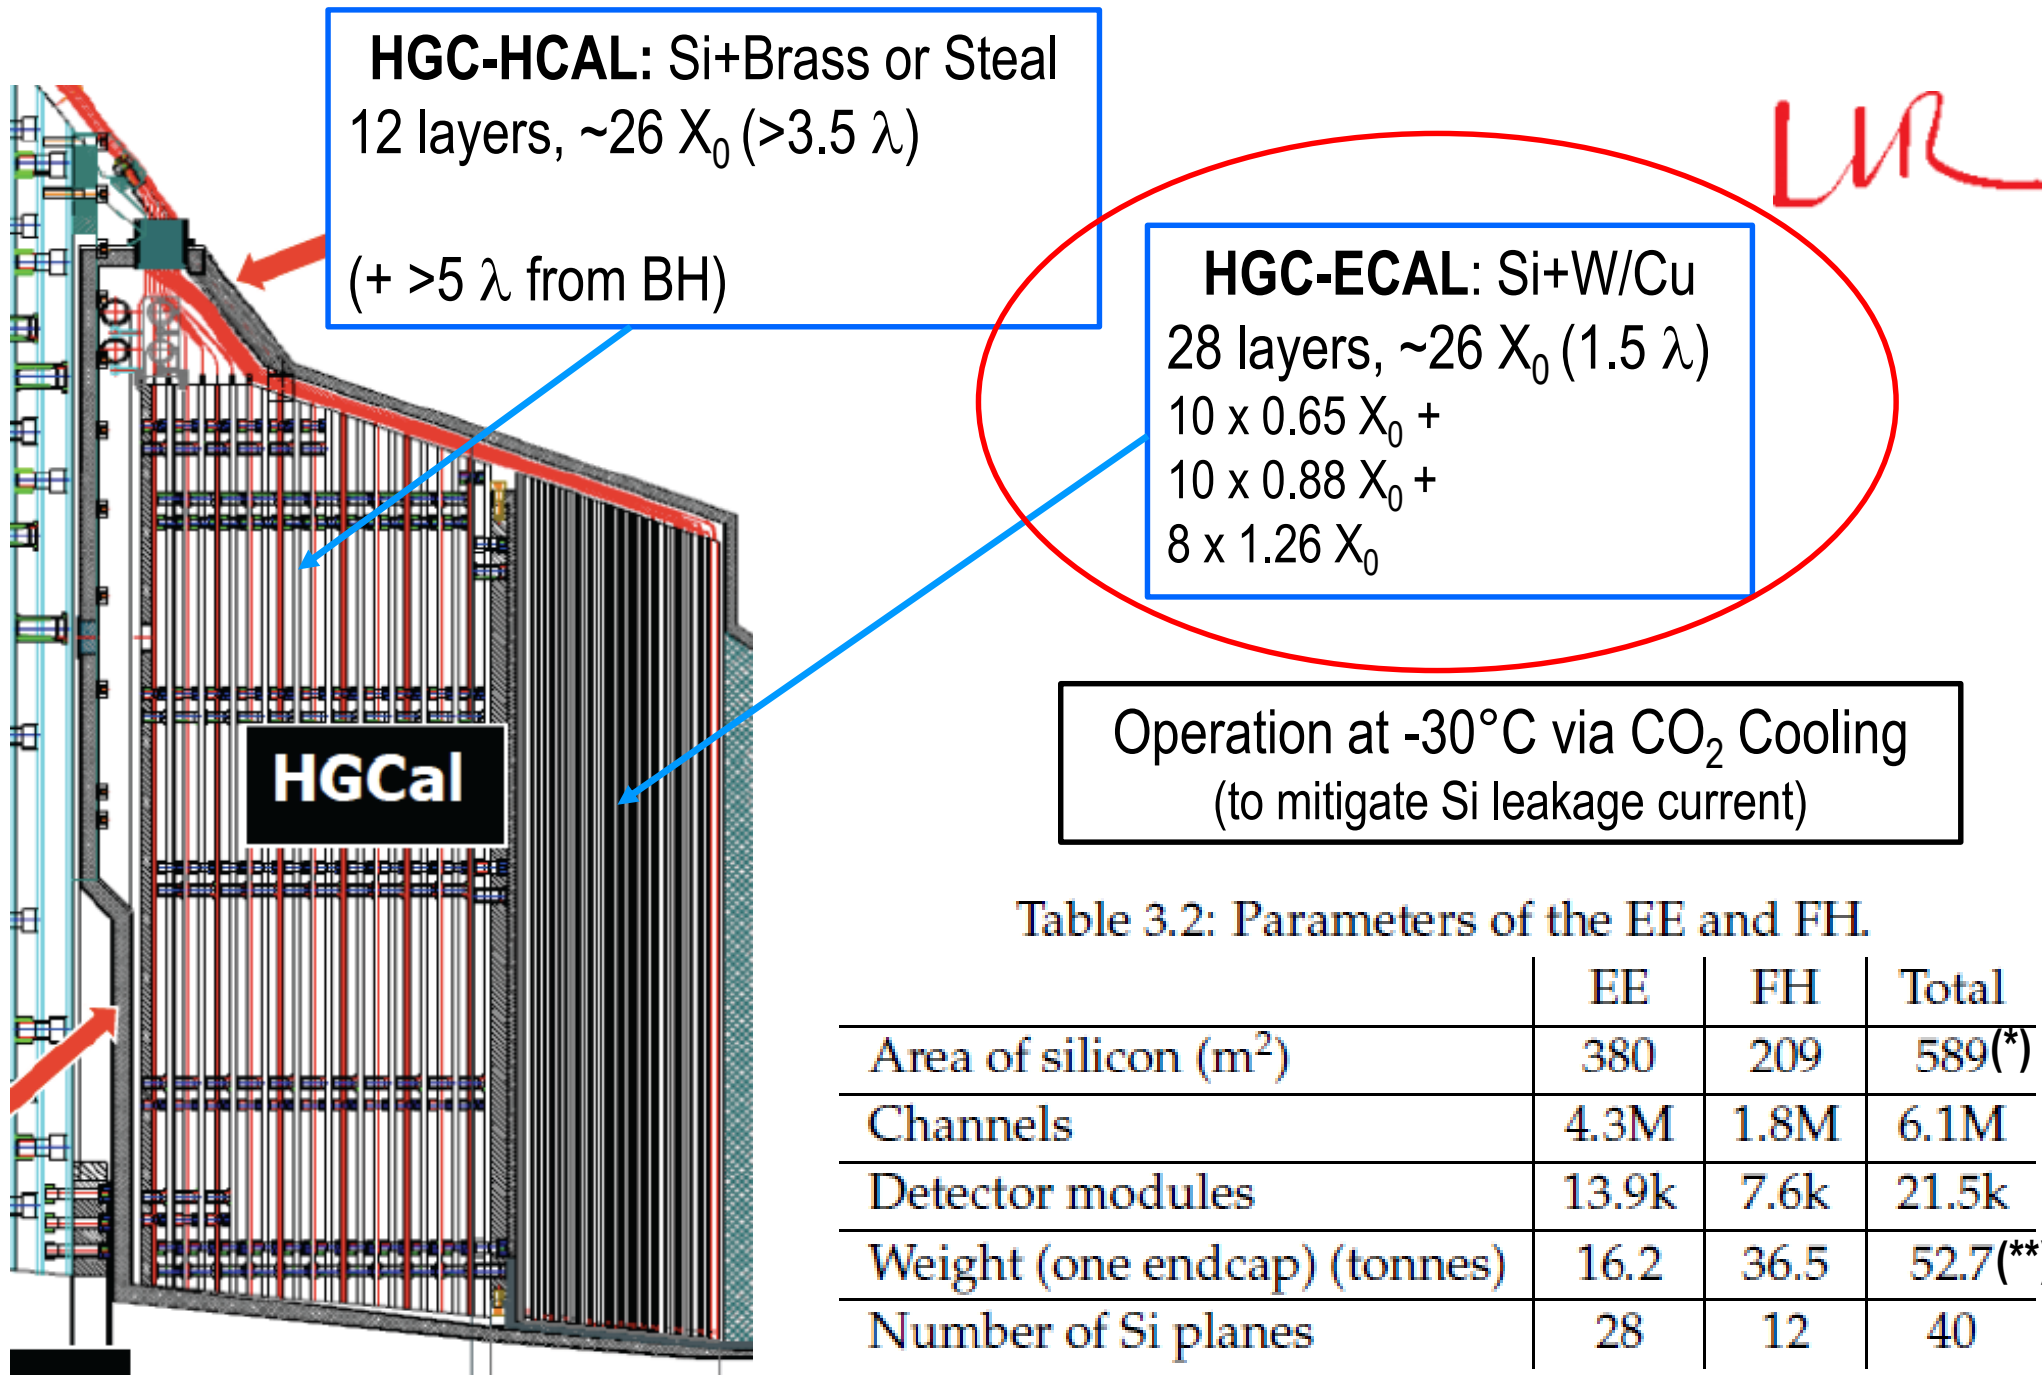 HGC-HCAL: Si+Brass or Steal
12 layers, ~26 X₀ (>3.5 λ)
(+ >5 λ from BH)
LLR
HGC-ECAL: Si+W/Cu
28 layers, ~26 X₀ (1.5 λ)
10 x 0.65 X₀ +
10 x 0.88 X₀ +
8 x 1.26 X₀
HGCal
Operation at -30°C via CO₂ Cooling
(to mitigate Si leakage current)
Table 3.2: Parameters of the EE and FH.
EE FH Total
Area of silicon (m²) 380 209 589(*)
Channels 4.3M 1.8M 6.1M
Detector modules 13.9k 7.6k 21.5k
Weight (one endcap) (tonnes) 16.2 36.5 52.7(**)
Number of Si planes 28 12 40